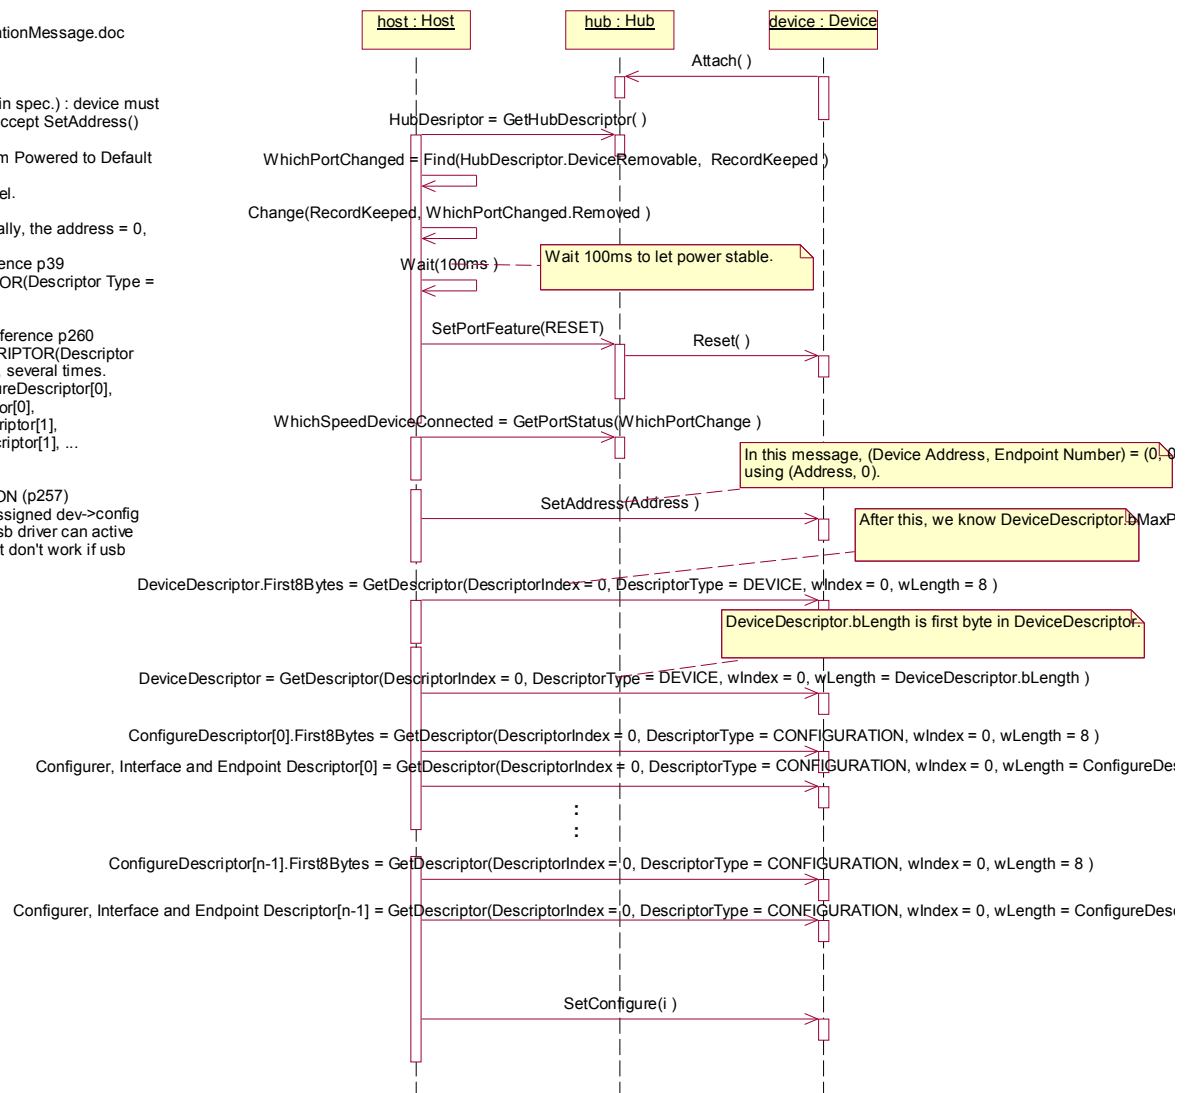 host : Host
hub : Hub
device : Device
ationMessage.doc
Attach( )
in spec.) : device must
ccept SetAddress()
HubDesriptor = GetHubDescriptor( )
m Powered to Default
WhichPortChanged = Find(HubDescriptor.DeviceRemovable,  RecordKeeped )
el.
Change(RecordKeeped, WhichPortChanged.Removed )
ally, the address = 0,
Wait(100ms )
Wait 100ms to let power stable.
ence p39
OR(Descriptor Type =
SetPortFeature(RESET)
Reset( )
ference p260
RIPTOR(Descriptor
, several times.
ureDescriptor[0],
or[0],
riptor[1],
criptor[1], ...
WhichSpeedDeviceConnected = GetPortStatus(WhichPortChange )
In this message, (Device Address, Endpoint Number) = (0, 0
using (Address, 0).
ON (p257)
ssigned dev->config
sb driver can active
t don't work if usb
SetAddress(Address )
After this, we know DeviceDescriptor.bMaxP
DeviceDescriptor.First8Bytes = GetDescriptor(DescriptorIndex = 0, DescriptorType = DEVICE, wIndex = 0, wLength = 8 )
DeviceDescriptor.bLength is first byte in DeviceDescriptor.
DeviceDescriptor = GetDescriptor(DescriptorIndex = 0, DescriptorType = DEVICE, wIndex = 0, wLength = DeviceDescriptor.bLength )
ConfigureDescriptor[0].First8Bytes = GetDescriptor(DescriptorIndex = 0, DescriptorType = CONFIGURATION, wIndex = 0, wLength = 8 )
Configurer, Interface and Endpoint Descriptor[0] = GetDescriptor(DescriptorIndex = 0, DescriptorType = CONFIGURATION, wIndex = 0, wLength = ConfigureDes
:
:
ConfigureDescriptor[n-1].First8Bytes = GetDescriptor(DescriptorIndex = 0, DescriptorType = CONFIGURATION, wIndex = 0, wLength = 8 )
Configurer, Interface and Endpoint Descriptor[n-1] = GetDescriptor(DescriptorIndex = 0, DescriptorType = CONFIGURATION, wIndex = 0, wLength = ConfigureDes
SetConfigure(i )